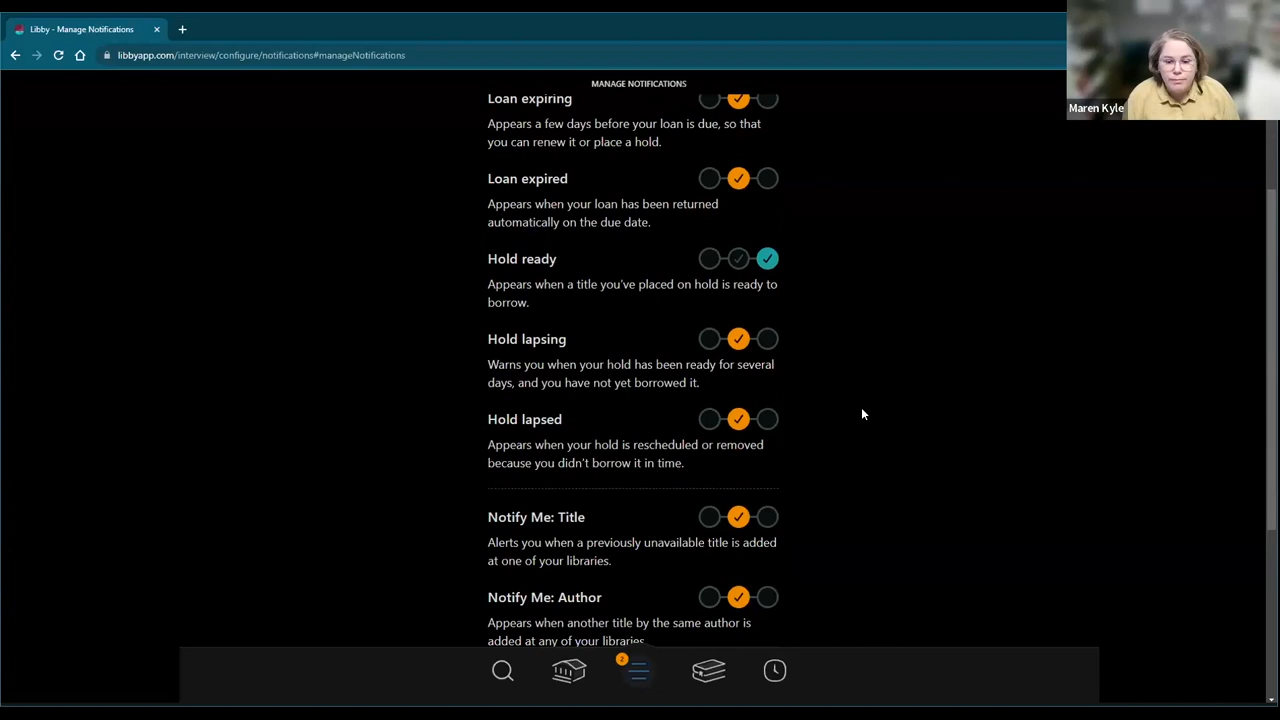 Libby - Manage Notifications
libbyapp.com/interview/configure/notifications#manageNotifications
Maren Kyle
MANAGE NOTIFICATIONS
Loan expiring
Appears a few days before your loan is due, so that
you can renew it or place a hold.
Loan expired
Appears when your loan has been returned
automatically on the due date.
Hold ready
Appears when a title you've placed on hold is ready to
borrow.
Hold lapsing
Warns you when your hold has been ready for several
days, and you have not yet borrowed it.
Hold lapsed
Appears when your hold is rescheduled or removed
because you didn't borrow it in time.
Notify Me: Title
Alerts you when a previously unavailable title is added
at one of your libraries.
Notify Me: Author
Appears when another title by the same author is
added at any of your libraries.
2